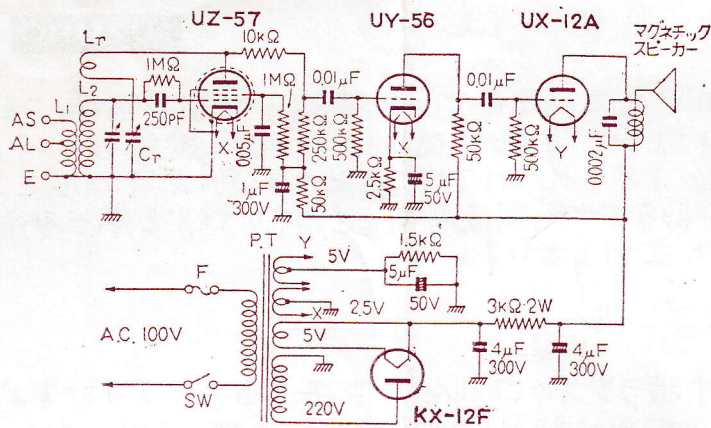 UZ-57
UY-56
UX-12A
マグネチック
スピーカー
Lr
10kΩ
1MΩ
1MΩ
0.01μF
0.01μF
L1
L2
AS
AL
E
250PF
Cr
X
0.05μF
250kΩ
500kΩ
X
50kΩ
500kΩ
Y
0.002μF
1μF
300V
50kΩ
2.5kΩ
5μF
50V
P.T
Y
5V
1.5kΩ
5μF
50V
F
X
2.5V
3kΩ·2W
A.C. 100V
5V
4μF
300V
4μF
300V
SW
220V
KX-12F